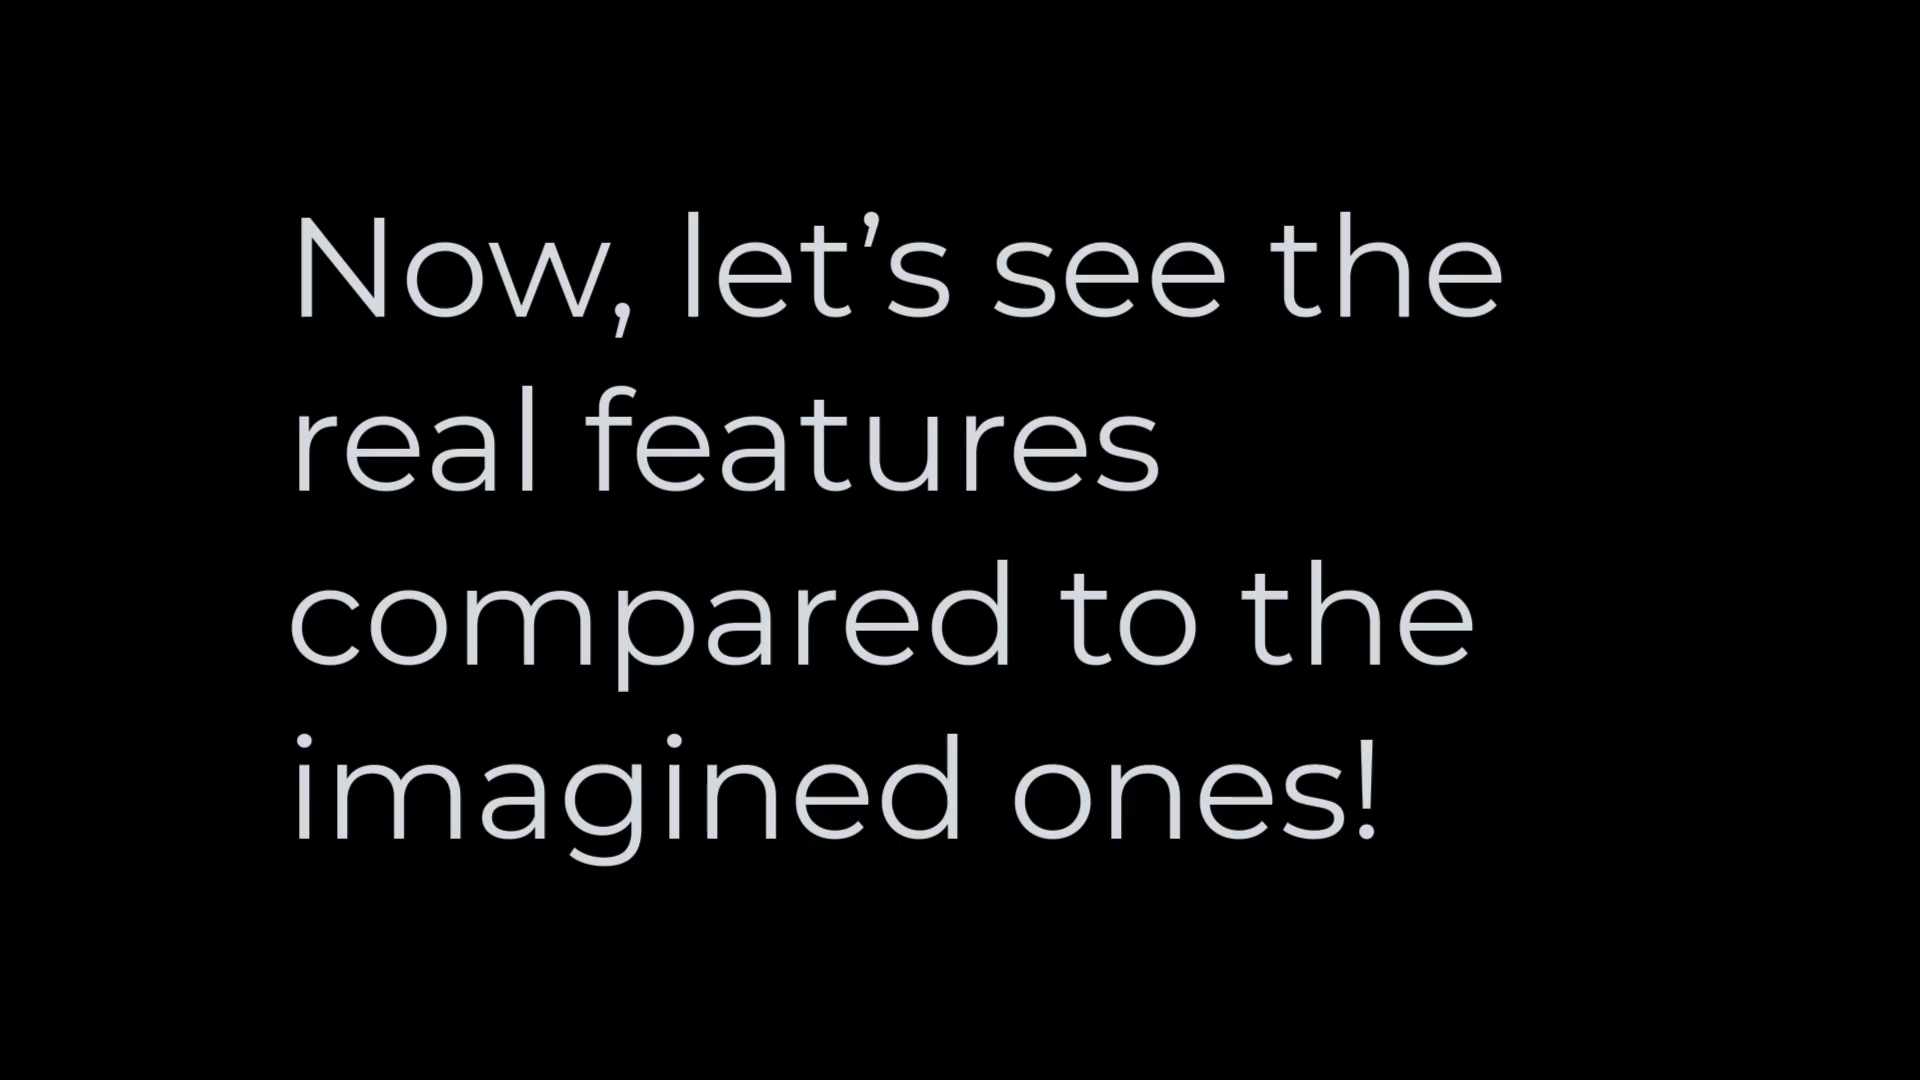 Now, let’s see the
real features
compared to the
imagined ones!